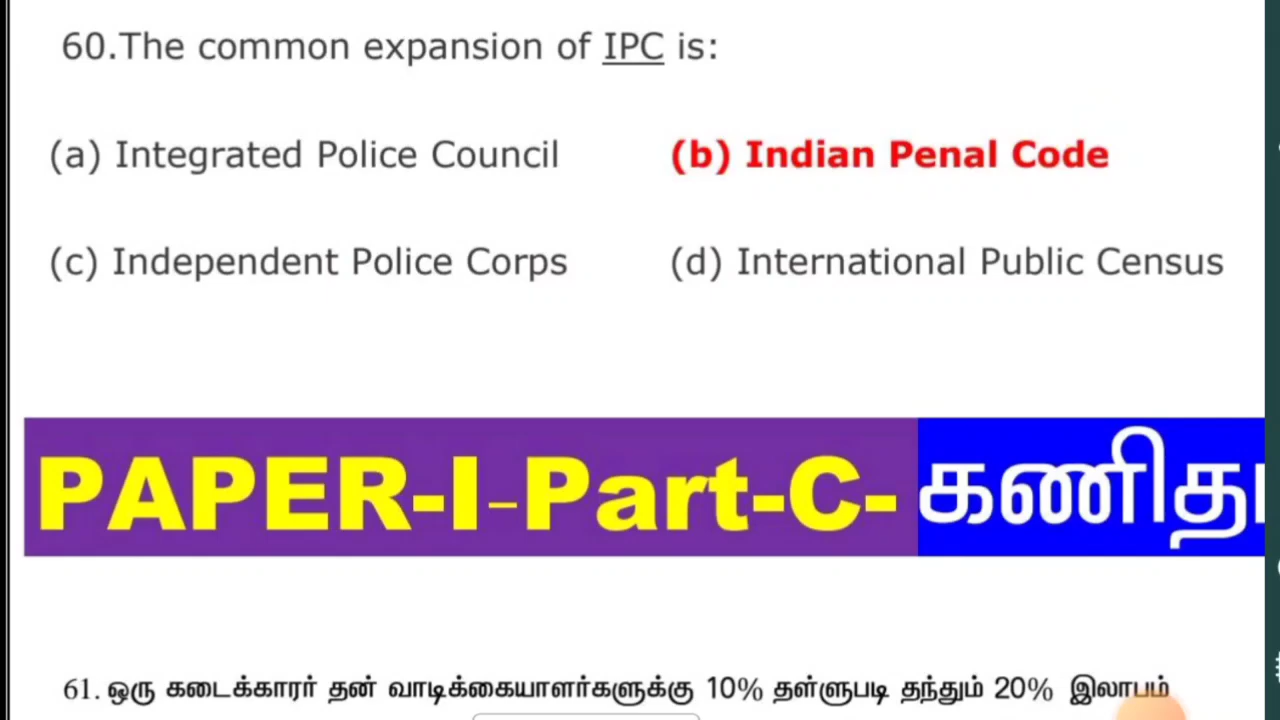 60.The common expansion of IPC is:
(a) Integrated Police Council (b) Indian Penal Code
(c) Independent Police Corps (d) International Public Census
PAPER-I-Part-C-
61. ஒரு கடைக்காரர் தன் வாடிக்கையாளர்களுக்கு 10% தள்ளுபடி தந்தும் 20% இலாபம்